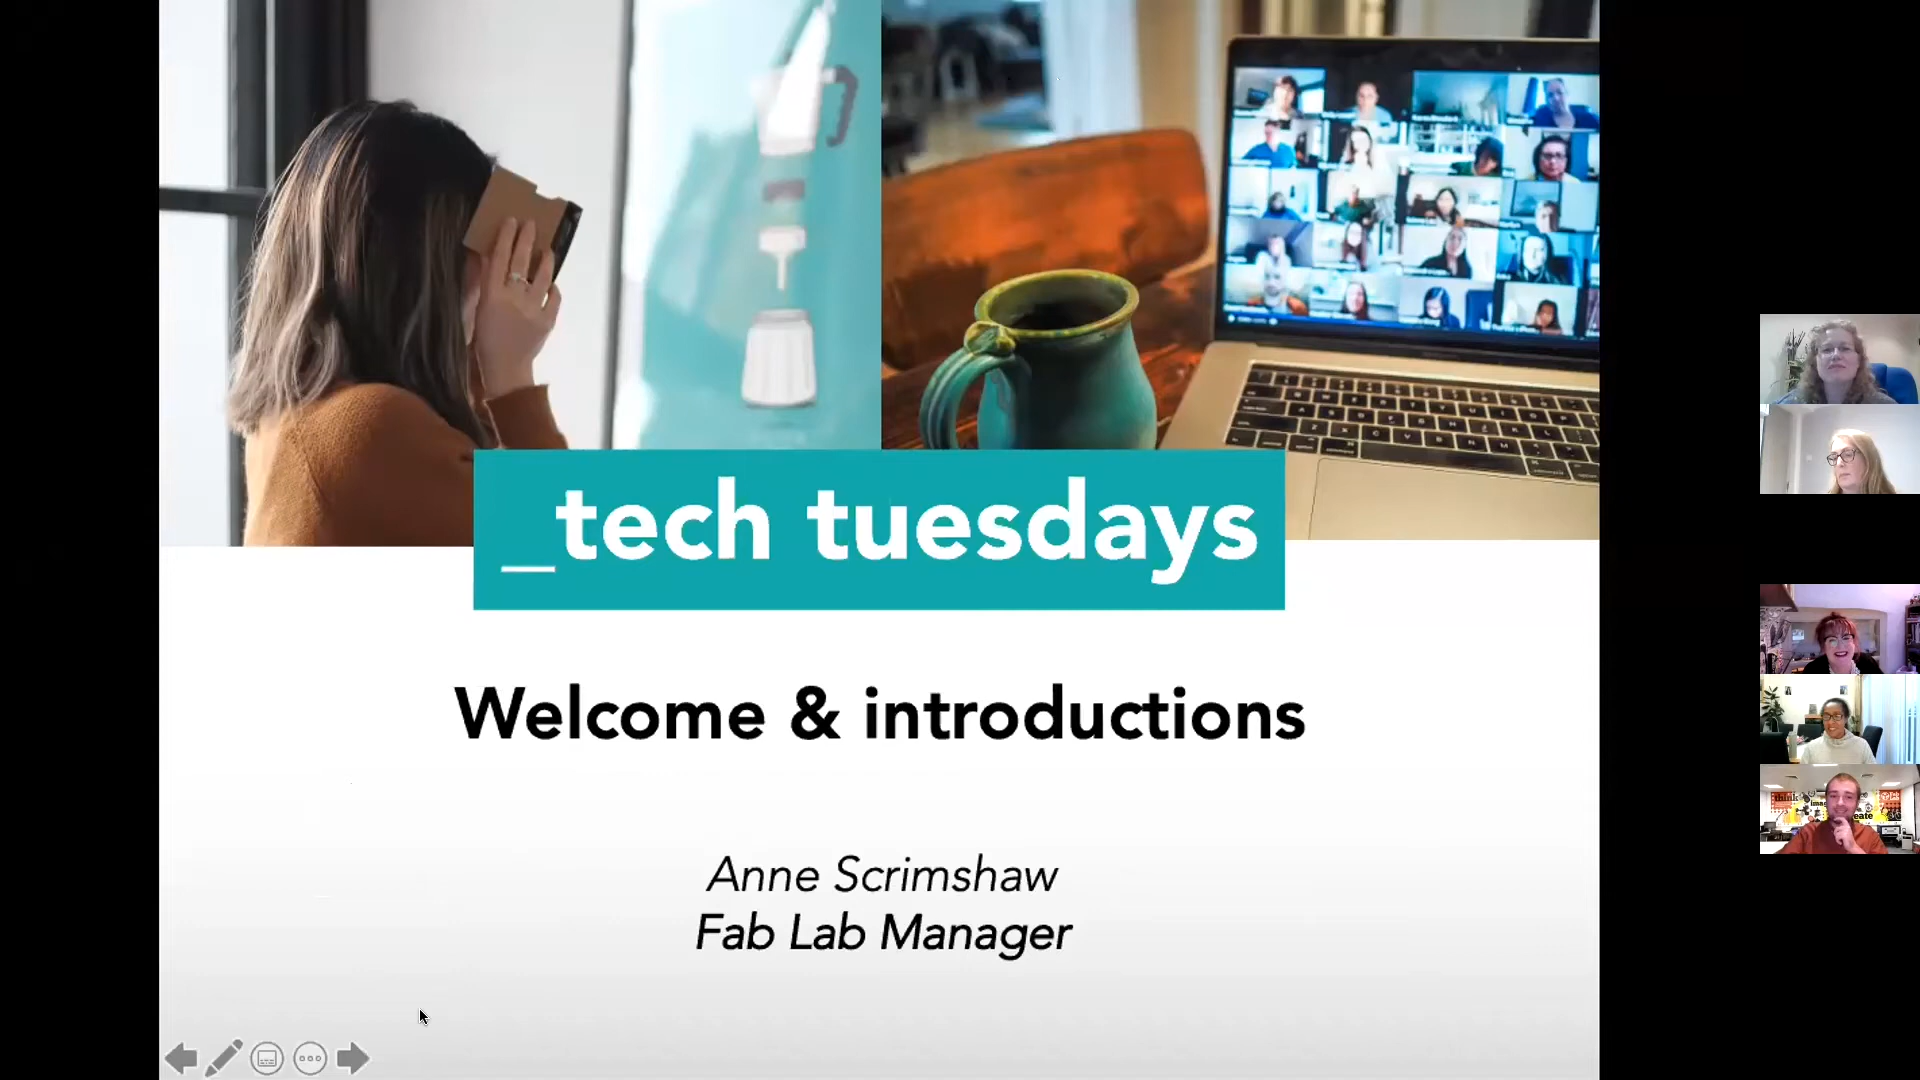 _tech tuesdays
Welcome & introductions
Anne Scrimshaw
Fab Lab Manager